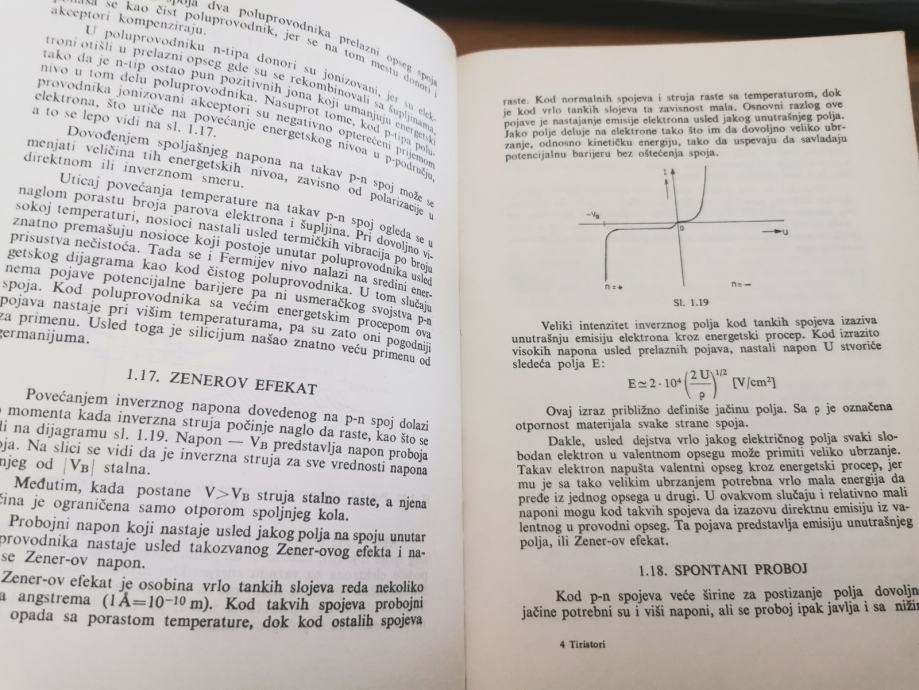 spoja dva poluprovodnika prelazni opseg spoja
ponaša se kao čist poluprovodnik, jer se na tom mestu donori i
akceptori kompenziraju.
U poluprovodniku n-tipa donori su jonizovani, jer su elek-
troni otišli u prelazni opseg gde su se rekombinovali sa šupljinama,
tako da je n-tip ostao pun pozitivnih jona koji umanjuju energetski
nivo u tom delu poluprovodnika. Nasuprot tome, kod p-tipa polu-
provodnika jonizovani akceptori su negativno opterećeni prijemom
elektrona, što utiče na povećanje energetskog nivoa u p-području,
a to se lepo vidi na sl. 1.17.
Dovođenjem spoljašnjeg napona na takav p-n spoj može se
menjati veličina tih energetskih nivoa, zavisno od polarizacije u
direktnom ili inverznom smeru.
Uticaj povećanja temperature na takav p-n spoj ogleda se u
naglom porastu broja parova elektrona i šupljina. Pri dovoljno vi-
sokoj temperaturi, nosioci nastali usled termičkih vibracija po broju
znatno premašuju nosioce koji postoje unutar poluprovodnika usled
prisustva nečistoća. Tada se i Fermijev nivo nalazi na sredini ener-
getskog dijagrama kao kod čistog poluprovodnika. U tom slučaju
nema pojave potencijalne barijere pa ni usmeračkog svojstva p-n
spoja. Kod poluprovodnika sa većim energetskim procepom ova
pojava nastaje pri višim temperaturama, pa su zato oni pogodniji
za primenu. Usled toga je silicijum našao znatno veću primenu od
germanijuma.
1.17. ZENEROV EFEKAT
Povećanjem inverznog napona dovedenog na p-n spoj dolazi
momenta kada inverzna struja počinje naglo da raste, kao što se
di na dijagramu sl. 1.19. Napon — VB predstavlja napon proboja
oja. Na slici se vidi da je inverzna struja za sve vrednosti napona
njeg od |VB| stalna.
Međutim, kada postane V>VB struja stalno raste, a njena
čina je ograničena samo otporom spoljnjeg kola.
Probojni napon koji nastaje usled jakog polja na spoju unutar
provodnika nastaje usled takozvanog Zener-ovog efekta i na-
se Zener-ov napon.
Zener-ov efekat je osobina vrlo tankih slojeva reda nekoliko
a angstrema (1 Å=10⁻¹⁰ m). Kod takvih spojeva probojni
opada sa porastom temperature, dok kod ostalih spojeva
raste. Kod normalnih spojeva i struja raste sa temperaturom, dok
je kod vrlo tankih slojeva ta zavisnost mala. Osnovni razlog ove
pojave je nastajanje emisije elektrona usled jakog unutrašnjeg polja.
Jako polje deluje na elektrone tako što im da dovoljno veliko ubr-
zanje, odnosno kinetičku energiju, tako da uspevaju da savladaju
potencijalnu barijeru bez oštećenja spoja.
I
-VB
0
U
n=+
n=-
Sl. 1.19
Veliki intenzitet inverznog polja kod tankih spojeva izaziva
unutrašnju emisiju elektrona kroz energetski procep. Kod izrazito
visokih napona usled prelaznih pojava, nastali napon U stvoriće
sledeća polja E:
E≃2·10⁴(2 U/ρ)^1/2 [V/cm²]
Ovaj izraz približno definiše jačinu polja. Sa ρ je označena
otpornost materijala svake strane spoja.
Dakle, usled dejstva vrlo jakog električnog polja svaki slo-
bodan elektron u valentnom opsegu može primiti veliko ubrzanje.
Takav elektron napušta valentni opseg kroz energetski procep, jer
mu je sa tako velikim ubrzanjem potrebna vrlo mala energija da
pređe iz jednog opsega u drugi. U ovakvom slučaju i relativno mali
naponi mogu kod takvih spojeva da izazovu direktnu emisiju iz va-
lentnog u provodni opseg. Ta pojava predstavlja emisiju unutrašnjeg
polja, ili Zener-ov efekat.
1.18. SPONTANI PROBOJ
Kod p-n spojeva veće širine za postizanje polja dovoljn
jačine potrebni su i viši naponi, ali se proboj ipak javlja i sa nižin
4 Tiristori